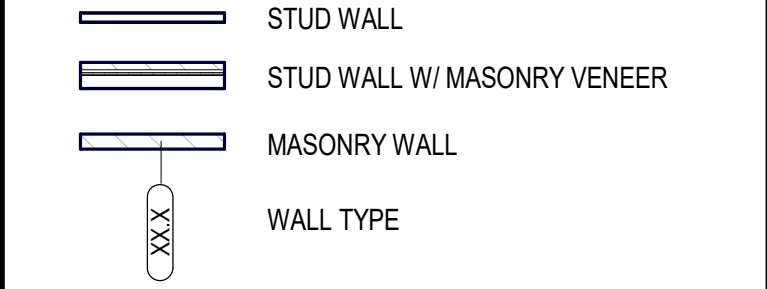 STUD WALL
STUD WALL W/ MASONRY VENEER
MASONRY WALL
XX.X
WALL TYPE